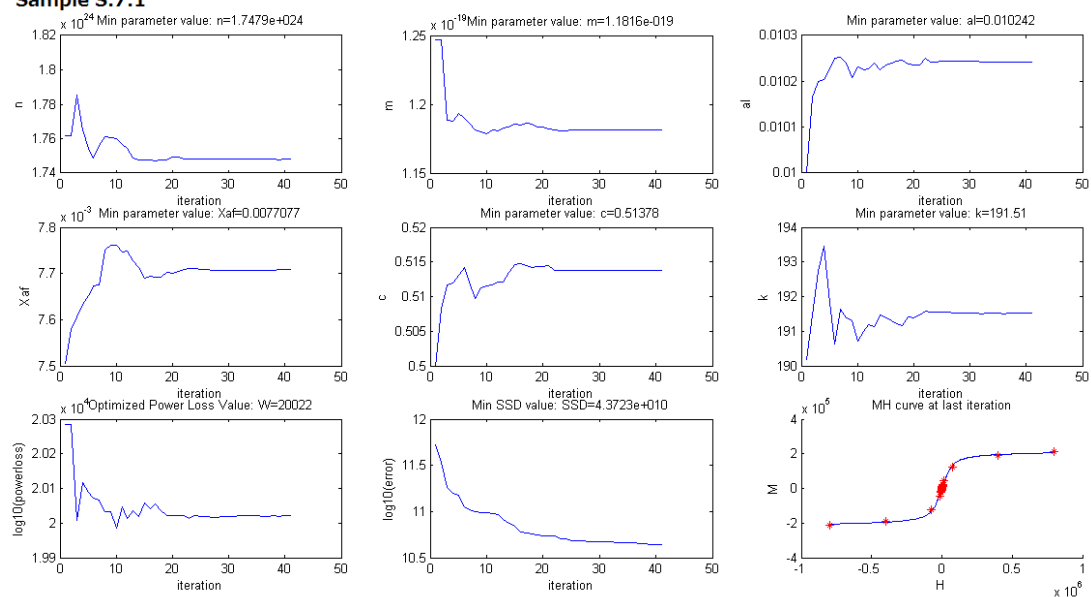 Sample S.7.1
x 10^24 Min parameter value: n=1.7479e+024
1.82
1.8
1.78
1.76
1.74
n
0 10 20 30 40 50
iteration
x 10^-19 Min parameter value: m=1.1816e-019
1.25
1.2
1.15
m
0 10 20 30 40 50
iteration
Min parameter value: al=0.010242
0.0103
0.0102
0.0101
0.01
al
0 10 20 30 40 50
iteration
x 10^-3 Min parameter value: Xaf=0.0077077
7.8
7.7
7.6
7.5
Xaf
0 10 20 30 40 50
iteration
Min parameter value: c=0.51378
0.52
0.515
0.51
0.505
0.5
c
0 10 20 30 40 50
iteration
Min parameter value: k=191.51
194
193
192
191
190
k
0 10 20 30 40 50
iteration
x 10^4 Optimized Power Loss Value: W=20022
2.03
2.02
2.01
2
1.99
log10(powerloss)
0 10 20 30 40 50
iteration
Min SSD value: SSD=4.3723e+010
12
11.5
11
10.5
log10(error)
0 10 20 30 40 50
iteration
x 10^5 MH curve at last iteration
4
2
0
-2
-4
M
-1 -0.5 0 0.5 1
H
x 10^6